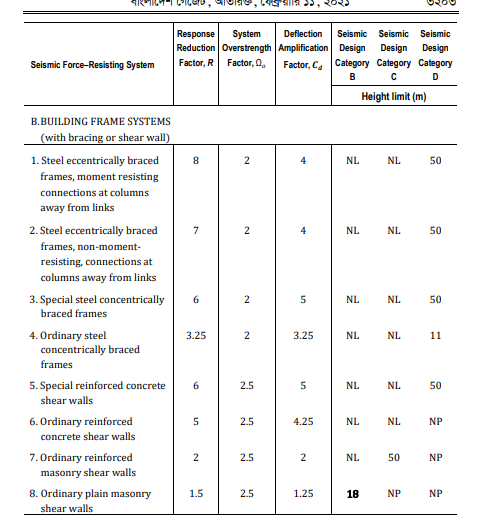 বাংলাদেশ গেজেট, অতিরিক্ত, ফেব্রুয়ারি ১১, ২০২১ ৩২০৩
Seismic Force–Resisting System
Response Reduction Factor, R
System Overstrength Factor, Ωo
Deflection Amplification Factor, Cd
Seismic Design Category B
Seismic Design Category C
Seismic Design Category D
Height limit (m)
B. BUILDING FRAME SYSTEMS
(with bracing or shear wall)
1. Steel eccentrically braced 8 2 4 NL NL 50
frames, moment resisting
connections at columns
away from links
2. Steel eccentrically braced 7 2 4 NL NL 50
frames, non-moment-
resisting, connections at
columns away from links
3. Special steel concentrically 6 2 5 NL NL 50
braced frames
4. Ordinary steel 3.25 2 3.25 NL NL 11
concentrically braced
frames
5. Special reinforced concrete 6 2.5 5 NL NL 50
shear walls
6. Ordinary reinforced 5 2.5 4.25 NL NL NP
concrete shear walls
7. Ordinary reinforced 2 2.5 2 NL 50 NP
masonry shear walls
8. Ordinary plain masonry 1.5 2.5 1.25 18 NP NP
shear walls